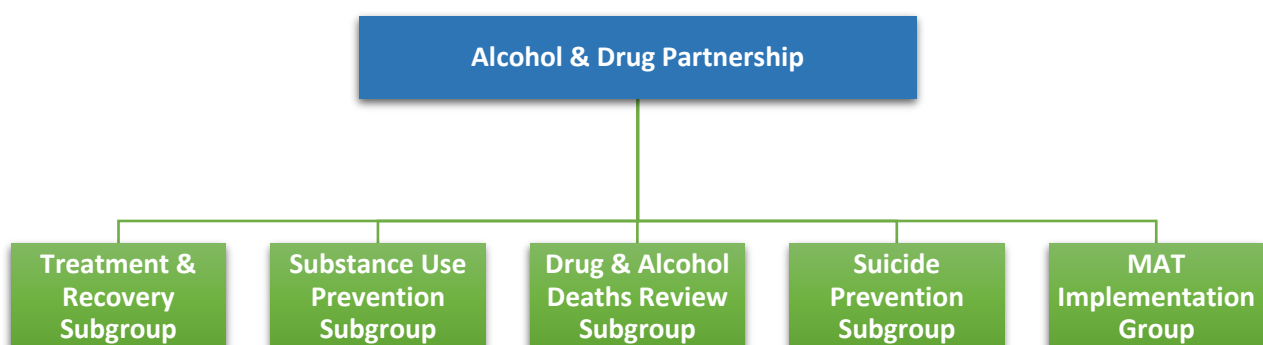 Alcohol & Drug Partnership
Treatment &
Recovery
Subgroup
Substance Use
Prevention
Subgroup
Drug & Alcohol
Deaths Review
Subgroup
Suicide
Prevention
Subgroup
MAT
Implementation
Group